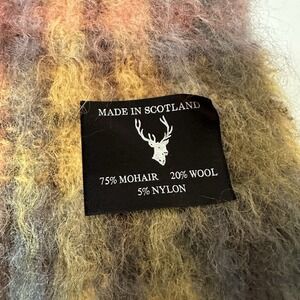 MADE IN SCOTLAND
75% MOHAIR 20% WOOL
5% NYLON